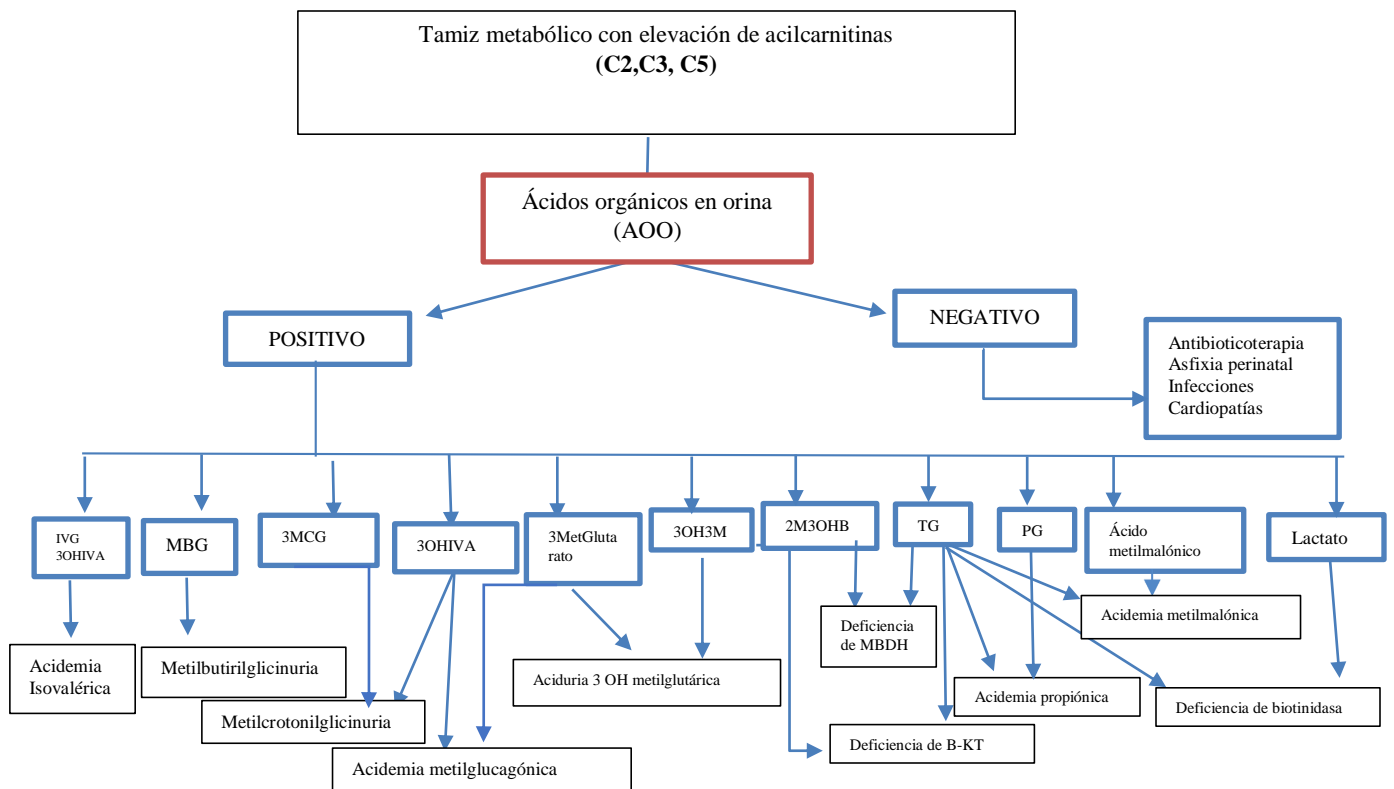 Tamiz metabólico con elevación de acilcarnitinas
(C2,C3, C5)
Ácidos orgánicos en orina
(AOO)
POSITIVO
NEGATIVO
Antibioticoterapia
Asfixia perinatal
Infecciones
Cardiopatías
IVG
3OHIVA
MBG
3MCG
3OHIVA
3MetGluta
rato
3OH3M
2M3OHB
TG
PG
Ácido
metilmalónico
Lactato
Acidemia
Isovalérica
Metilbutirilglicinuria
Metilcrotonilglicinuria
Acidemia metilglucagónica
Aciduria 3 OH metilglutárica
Deficiencia
de MBDH
Deficiencia de B-KT
Acidemia propiónica
Acidemia metilmalónica
Deficiencia de biotinidasa